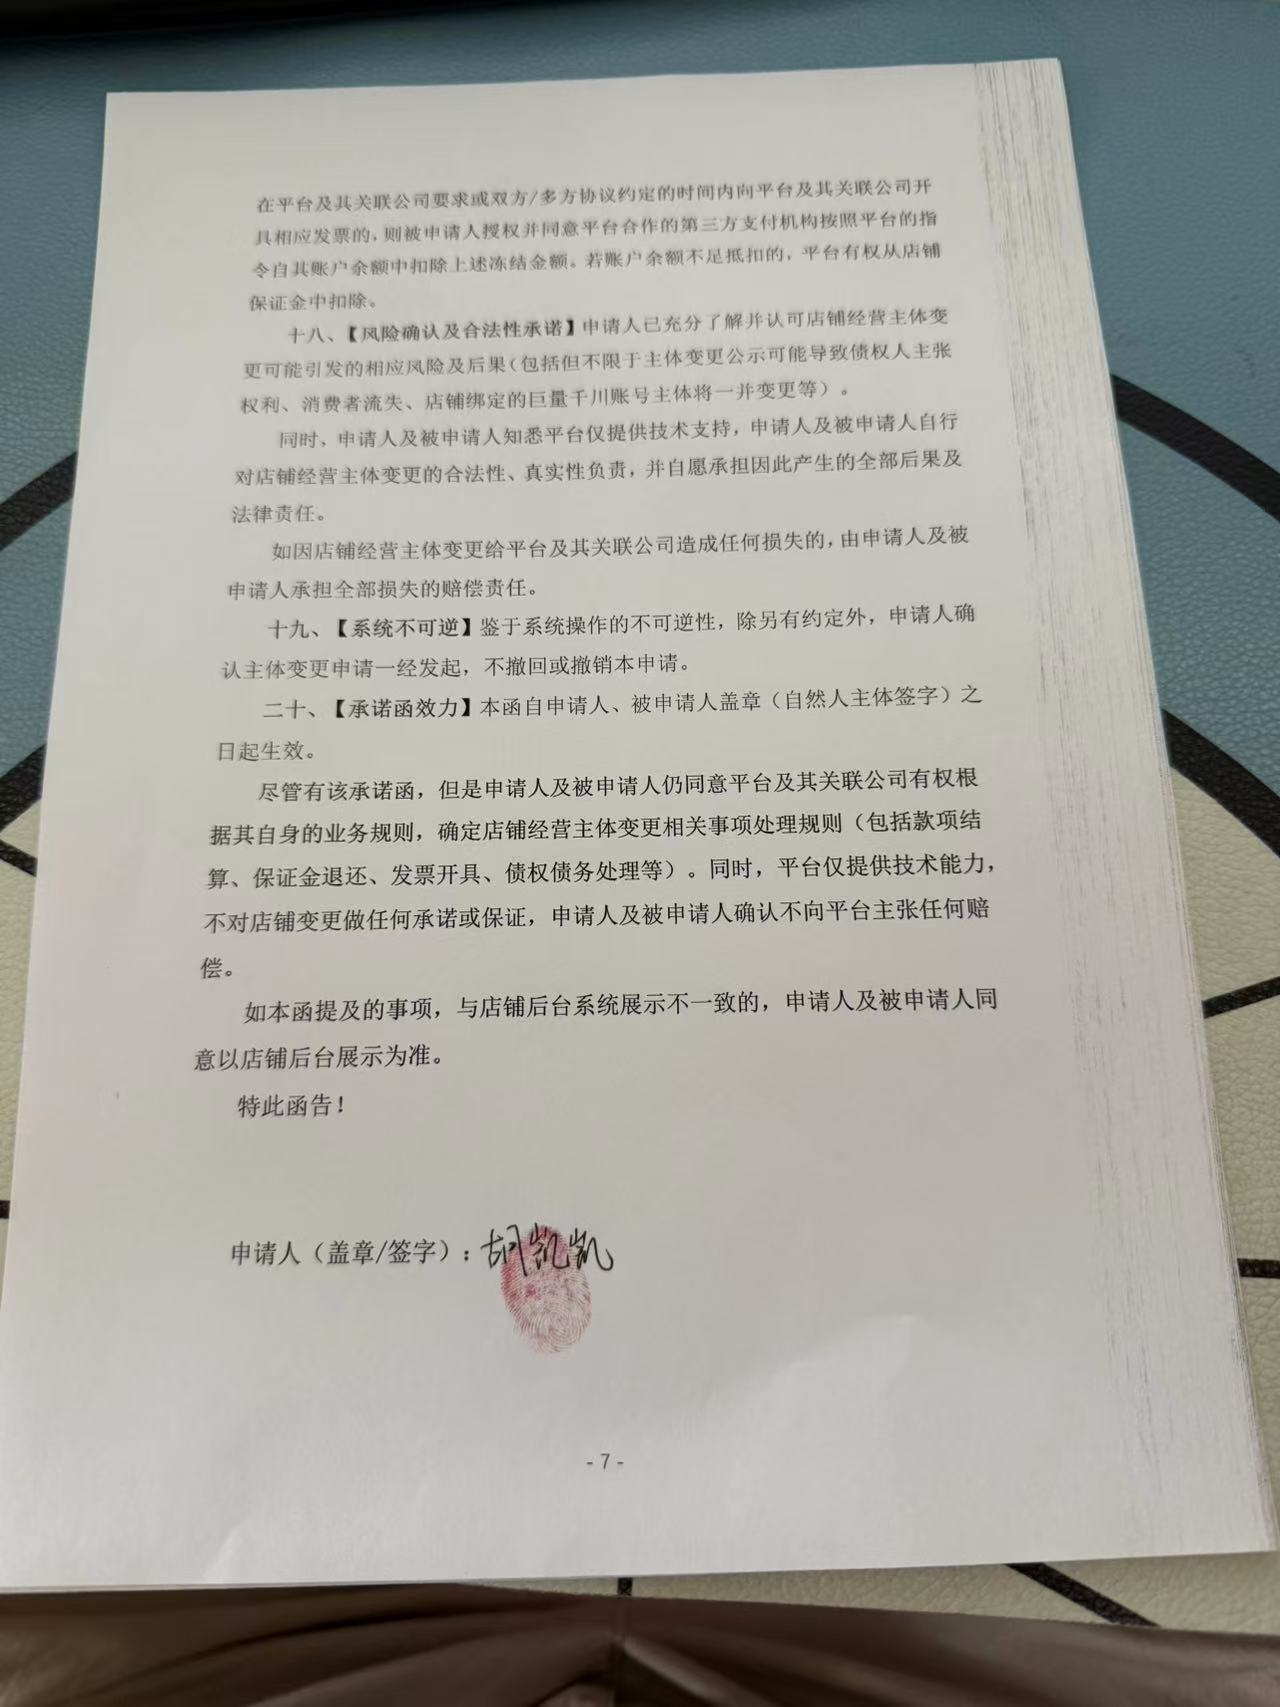 在平台及其关联公司要求或双方/多方协议约定的时间内向平台及其关联公司开
具相应发票的，则被申请人授权并同意平台合作的第三方支付机构按照平台的指
令自其账户余额中扣除上述冻结金额。若账户余额不足抵扣的，平台有权从店铺
保证金中扣除。
十八、【风险确认及合法性承诺】申请人已充分了解并认可店铺经营主体变
更可能引发的相应风险及后果（包括但不限于主体变更公示可能导致债权人主张
权利、消费者流失、店铺绑定的巨量千川账号主体将一并变更等）。
同时，申请人及被申请人知悉平台仅提供技术支持，申请人及被申请人自行
对店铺经营主体变更的合法性、真实性负责，并自愿承担因此产生的全部后果及
法律责任。
如因店铺经营主体变更给平台及其关联公司造成任何损失的，由申请人及被
申请人承担全部损失的赔偿责任。
十九、【系统不可逆】鉴于系统操作的不可逆性，除另有约定外，申请人确
认主体变更申请一经发起，不撤回或撤销本申请。
二十、【承诺函效力】本函自申请人、被申请人盖章（自然人主体签字）之
日起生效。
尽管有该承诺函，但是申请人及被申请人仍同意平台及其关联公司有权根
据其自身的业务规则，确定店铺经营主体变更相关事项处理规则（包括款项结
算、保证金退还、发票开具、债权债务处理等）。同时，平台仅提供技术能力，
不对店铺变更做任何承诺或保证，申请人及被申请人确认不向平台主张任何赔
偿。
如本函提及的事项，与店铺后台系统展示不一致的，申请人及被申请人同
意以店铺后台展示为准。
特此函告！
申请人（盖章/签字）：胡凯凯
- 7 -